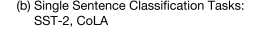 (b) Single Sentence Classification Tasks:
SST-2, CoLA